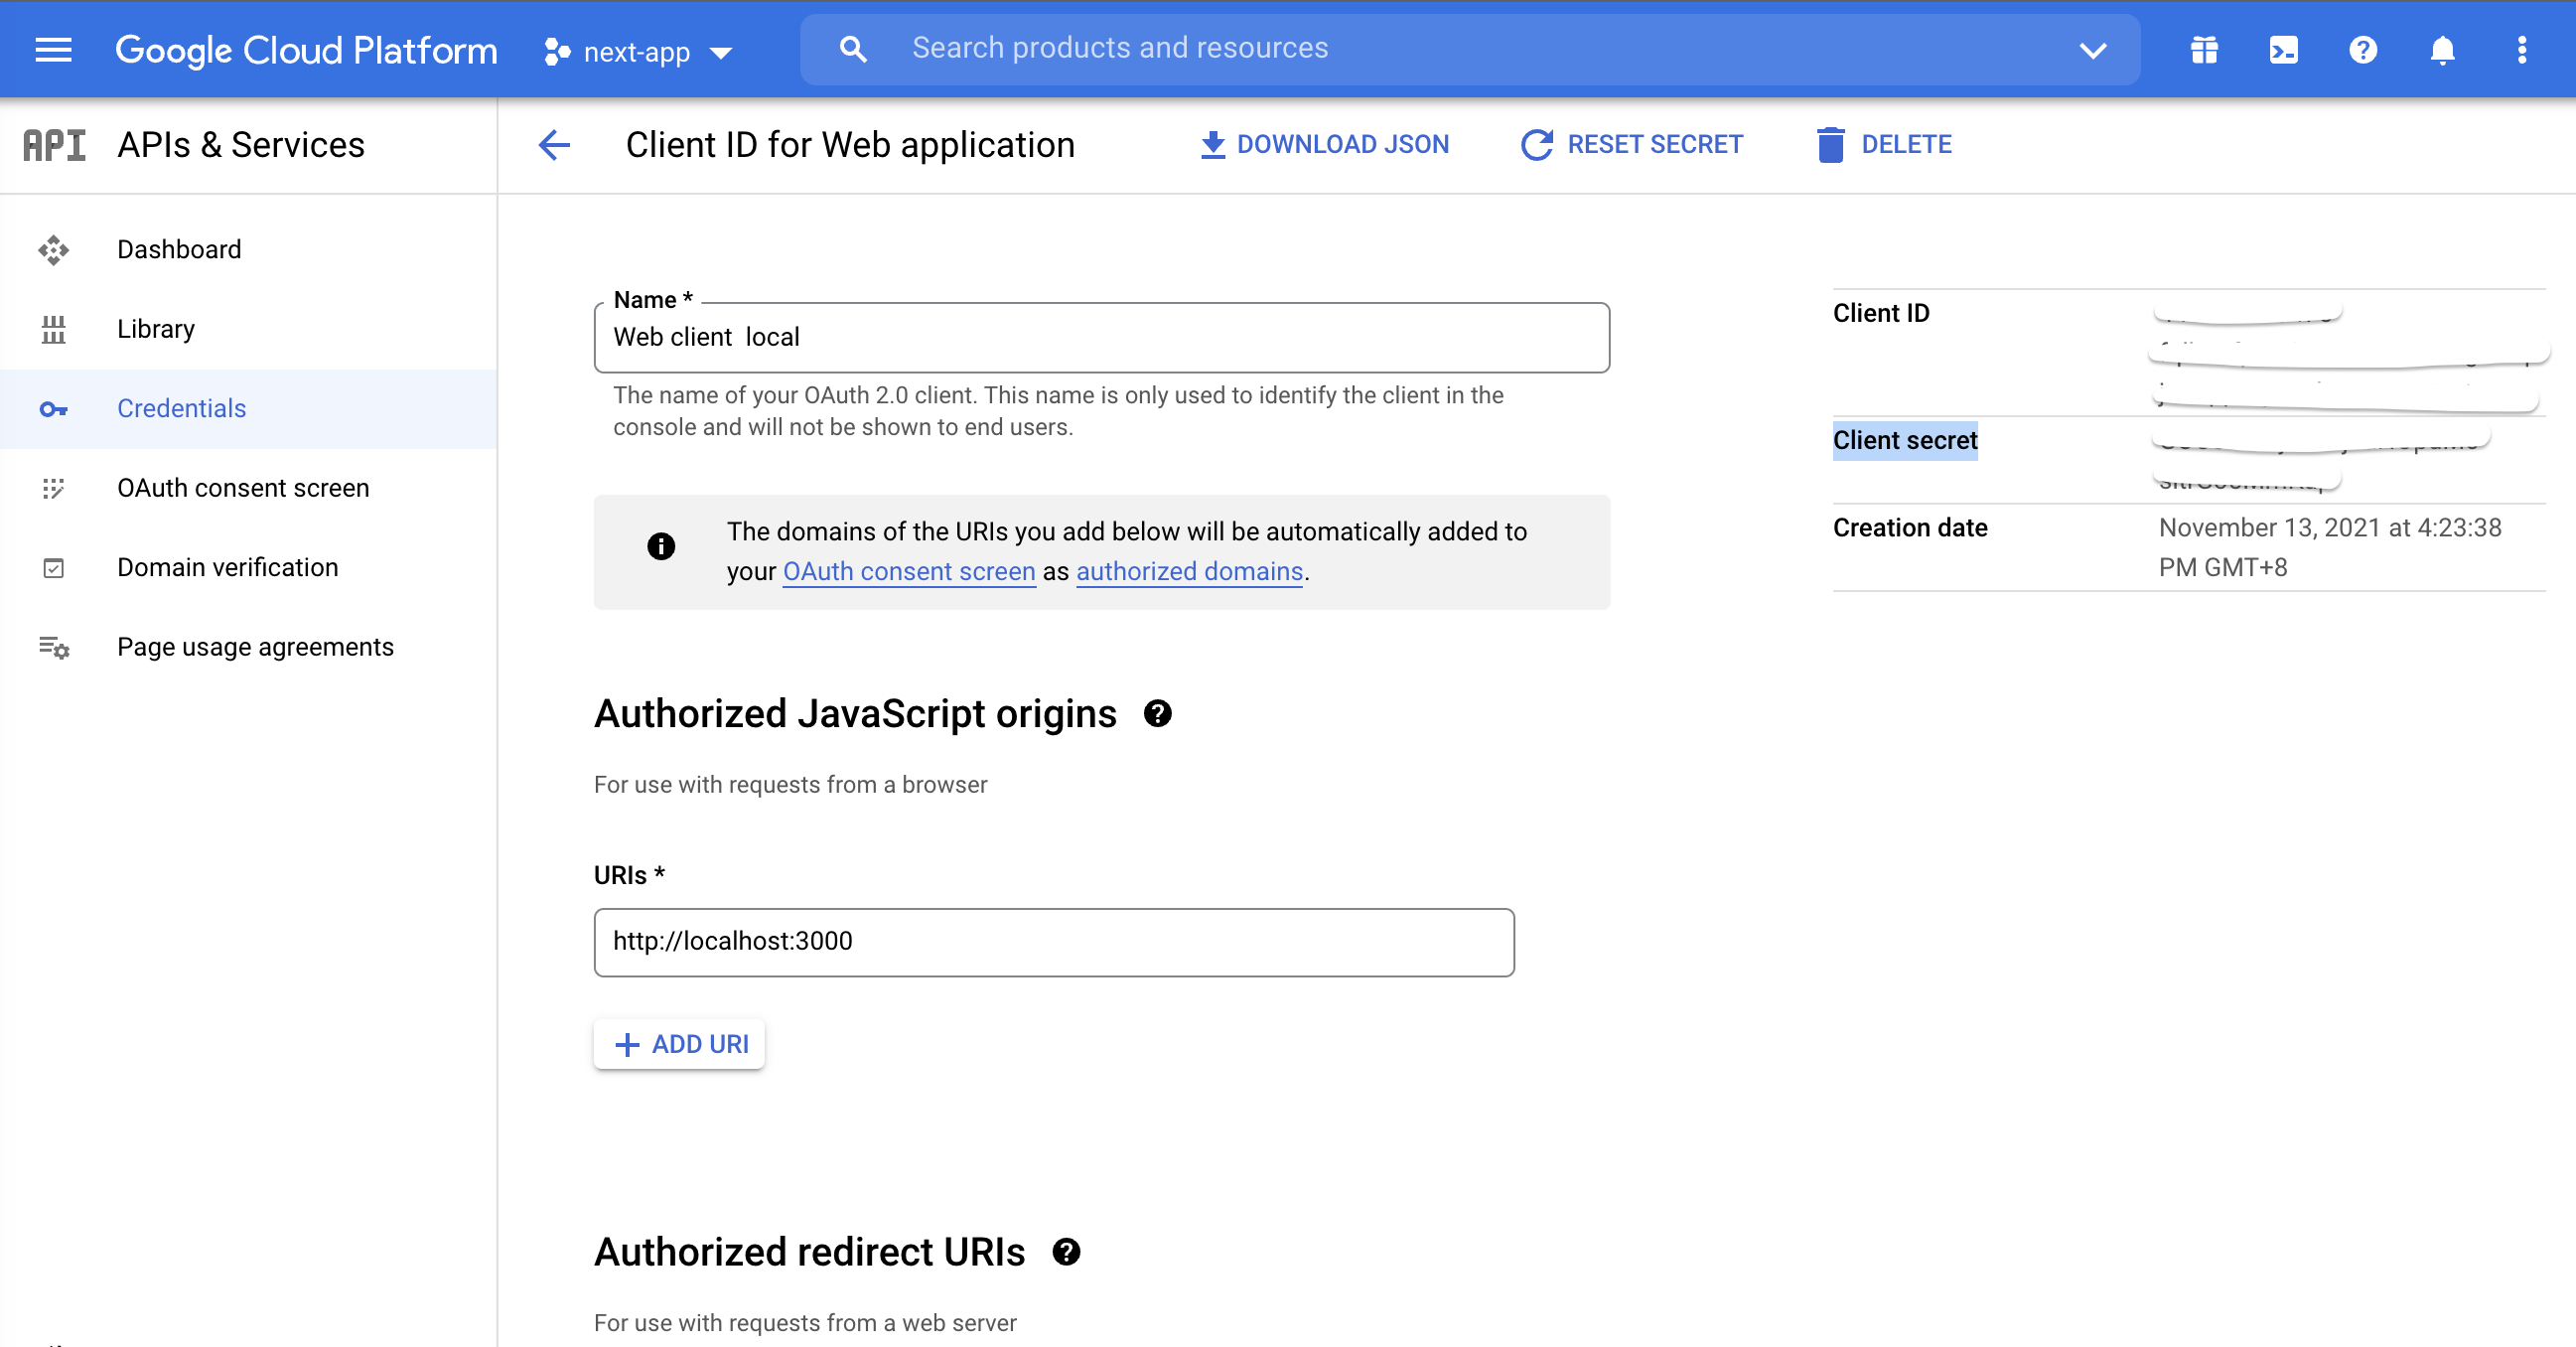 Google Cloud Platform
next-app
Search products and resources
API
APIs & Services
Client ID for Web application
DOWNLOAD JSON
RESET SECRET
DELETE
Dashboard
Library
Credentials
OAuth consent screen
Domain verification
Page usage agreements
Name *
Web client  local
The name of your OAuth 2.0 client. This name is only used to identify the client in the
console and will not be shown to end users.
The domains of the URIs you add below will be automatically added to
your OAuth consent screen as authorized domains.
Authorized JavaScript origins
For use with requests from a browser
URIs *
http://localhost:3000
ADD URI
Authorized redirect URIs
For use with requests from a web server
Client ID
Client secret
Creation date
November 13, 2021 at 4:23:38
PM GMT+8